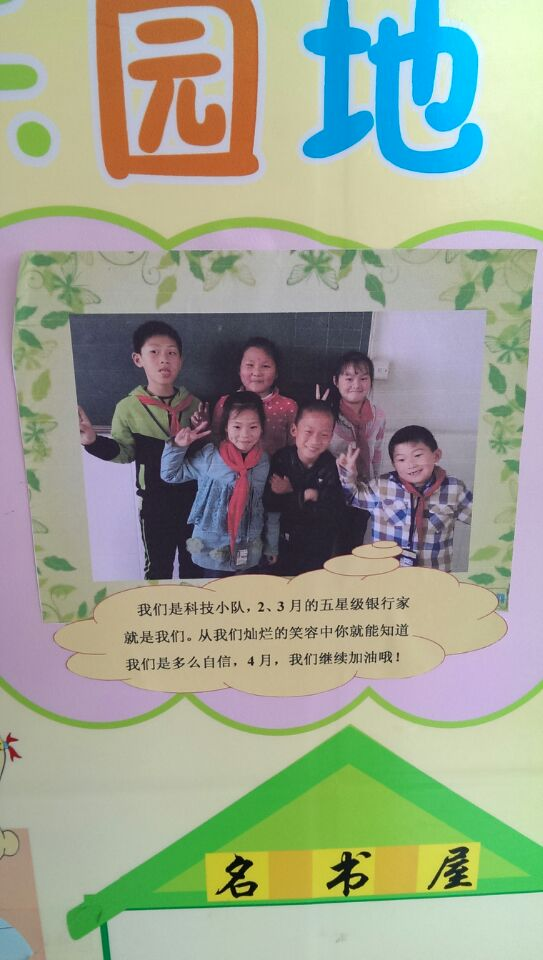 园地
我们是科技小队，2、3月的五星级银行家
就是我们。从我们灿烂的笑容中你就能知道
我们是多么自信，4月，我们继续加油哦！
名书屋